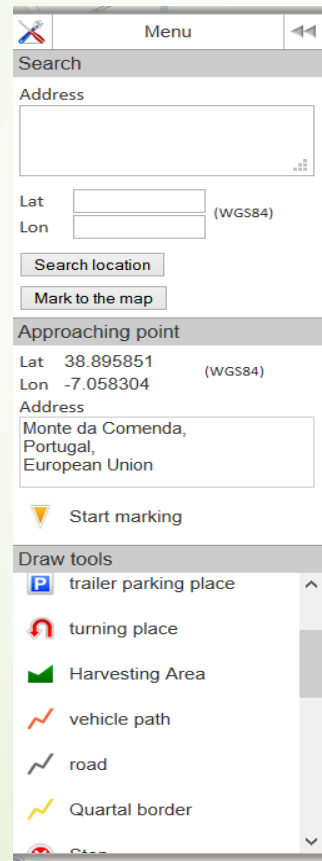 Menu
Search
Address
Lat
(WGS84)
Lon
Search location
Mark to the map
Approaching point
Lat 38.895851
(WGS84)
Lon -7.058304
Address
Monte da Comenda,
Portugal,
European Union
Start marking
Draw tools
P trailer parking place
turning place
Harvesting Area
vehicle path
road
Quartal border